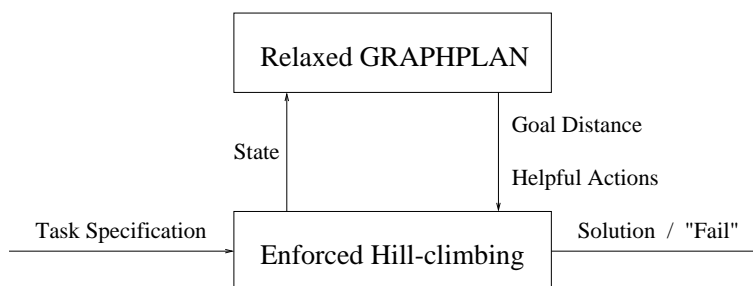 Relaxed GRAPHPLAN
Goal Distance
State
Helpful Actions
Task Specification
Solution / "Fail"
Enforced Hill-climbing